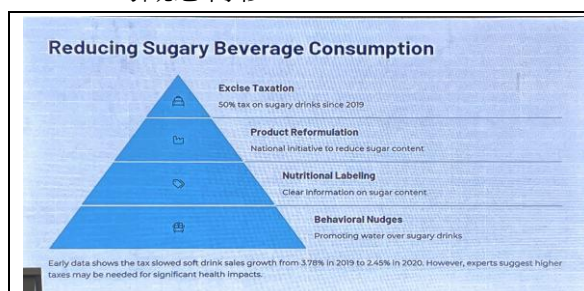 Reducing Sugary Beverage Consumption
Excise Taxation
50% tax on sugary drinks since 2019
Product Reformulation
National initiative to reduce sugar content
Nutritional Labeling
Clear information on sugar content
Behavioral Nudges
Promoting water over sugary drinks
Early data shows the tax slowed soft drink sales growth from 3.78% in 2019 to 2.45% in 2020. However, experts suggest higher
taxes may be needed for significant health impacts.